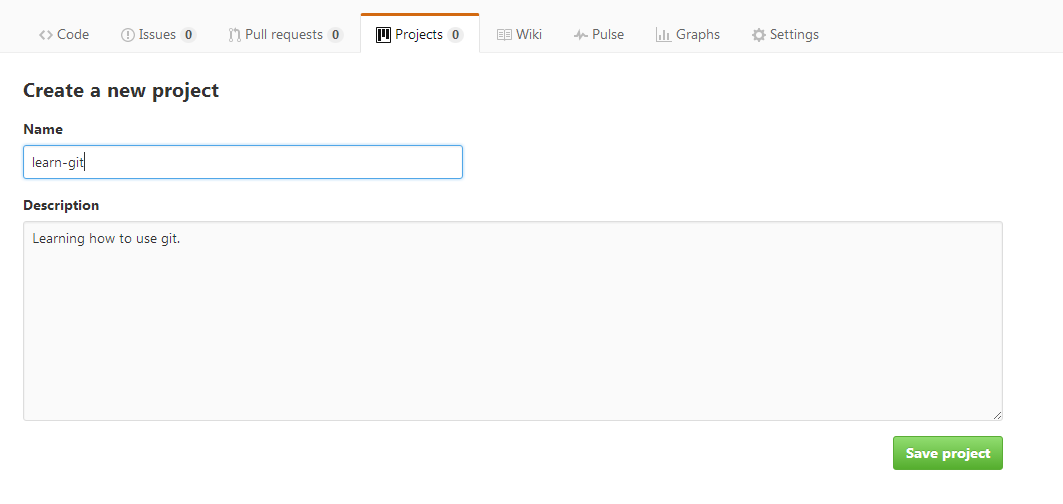 Code Issues 0 Pull requests 0 Projects 0 Wiki Pulse Graphs Settings
Create a new project
Name
learn-git
Description
Learning how to use git.
Save project